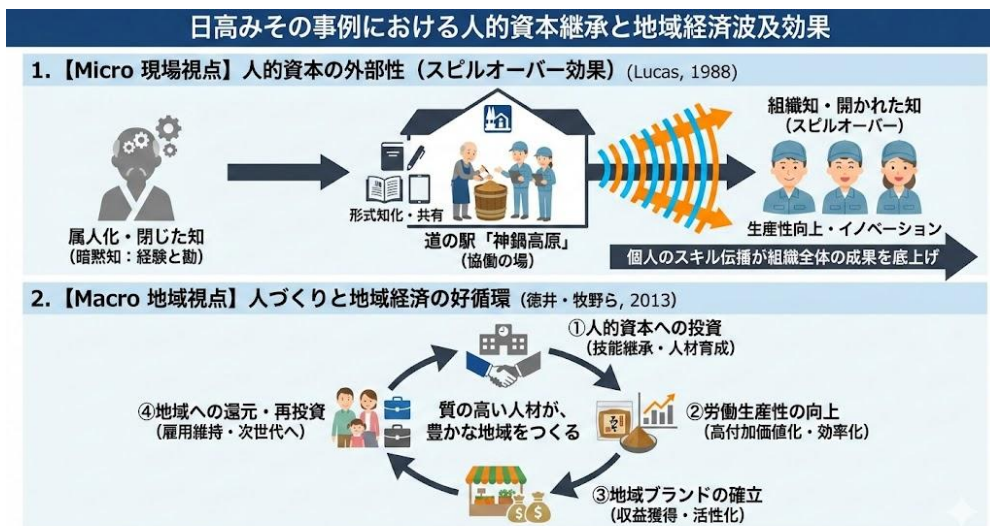 日高みその事例における人的資本継承と地域経済波及効果
1.【Micro 現場視点】人的資本の外部性（スピルオーバー効果）(Lucas, 1988)
属人化・閉じた知
（暗黙知：経験と勘）
形式知化・共有
道の駅「神鍋高原」
（協働の場）
組織知・開かれた知
（スピルオーバー）
生産性向上・イノベーション
個人のスキル伝播が組織全体の成果を底上げ
2.【Macro 地域視点】人づくりと地域経済の好循環 (徳井・牧野ら, 2013)
①人的資本への投資
（技能継承・人材育成）
②労働生産性の向上
（高付加価値化・効率化）
③地域ブランドの確立
（収益獲得・活性化）
④地域への還元・再投資
（雇用維持・次世代へ）
質の高い人材が、
豊かな地域をつくる
みそ
$ $